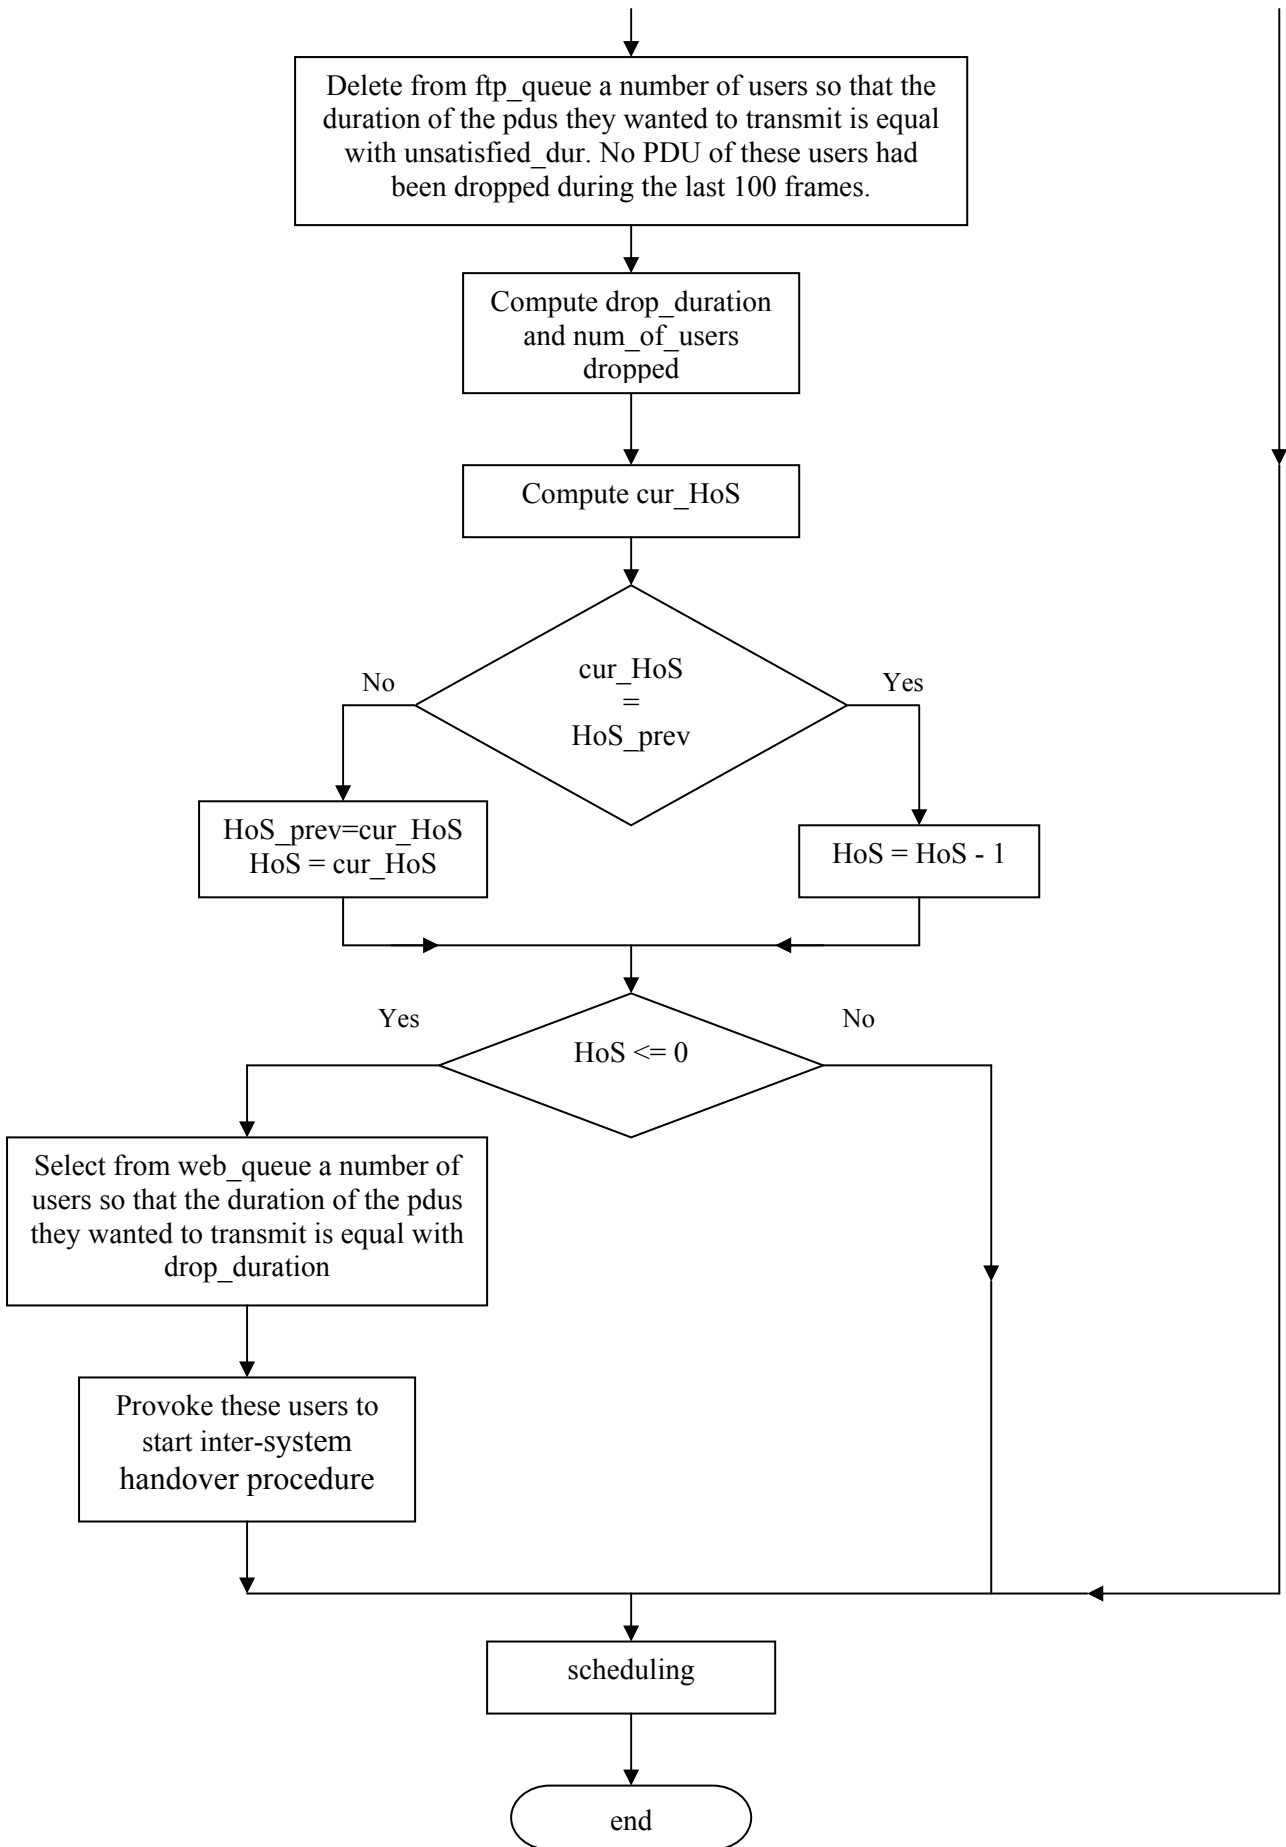 Delete from ftp_queue a number of users so that the
duration of the pdus they wanted to transmit is equal
with unsatisfied_dur. No PDU of these users had
been dropped during the last 100 frames.
Compute drop_duration
and num_of_users
dropped
Compute cur_HoS
cur_HoS
=
HoS_prev
No
Yes
HoS_prev=cur_HoS
HoS = cur_HoS
HoS = HoS - 1
Yes
No
HoS <= 0
Select from web_queue a number of
users so that the duration of the pdus
they wanted to transmit is equal with
drop_duration
Provoke these users to
start inter-system
handover procedure
scheduling
end